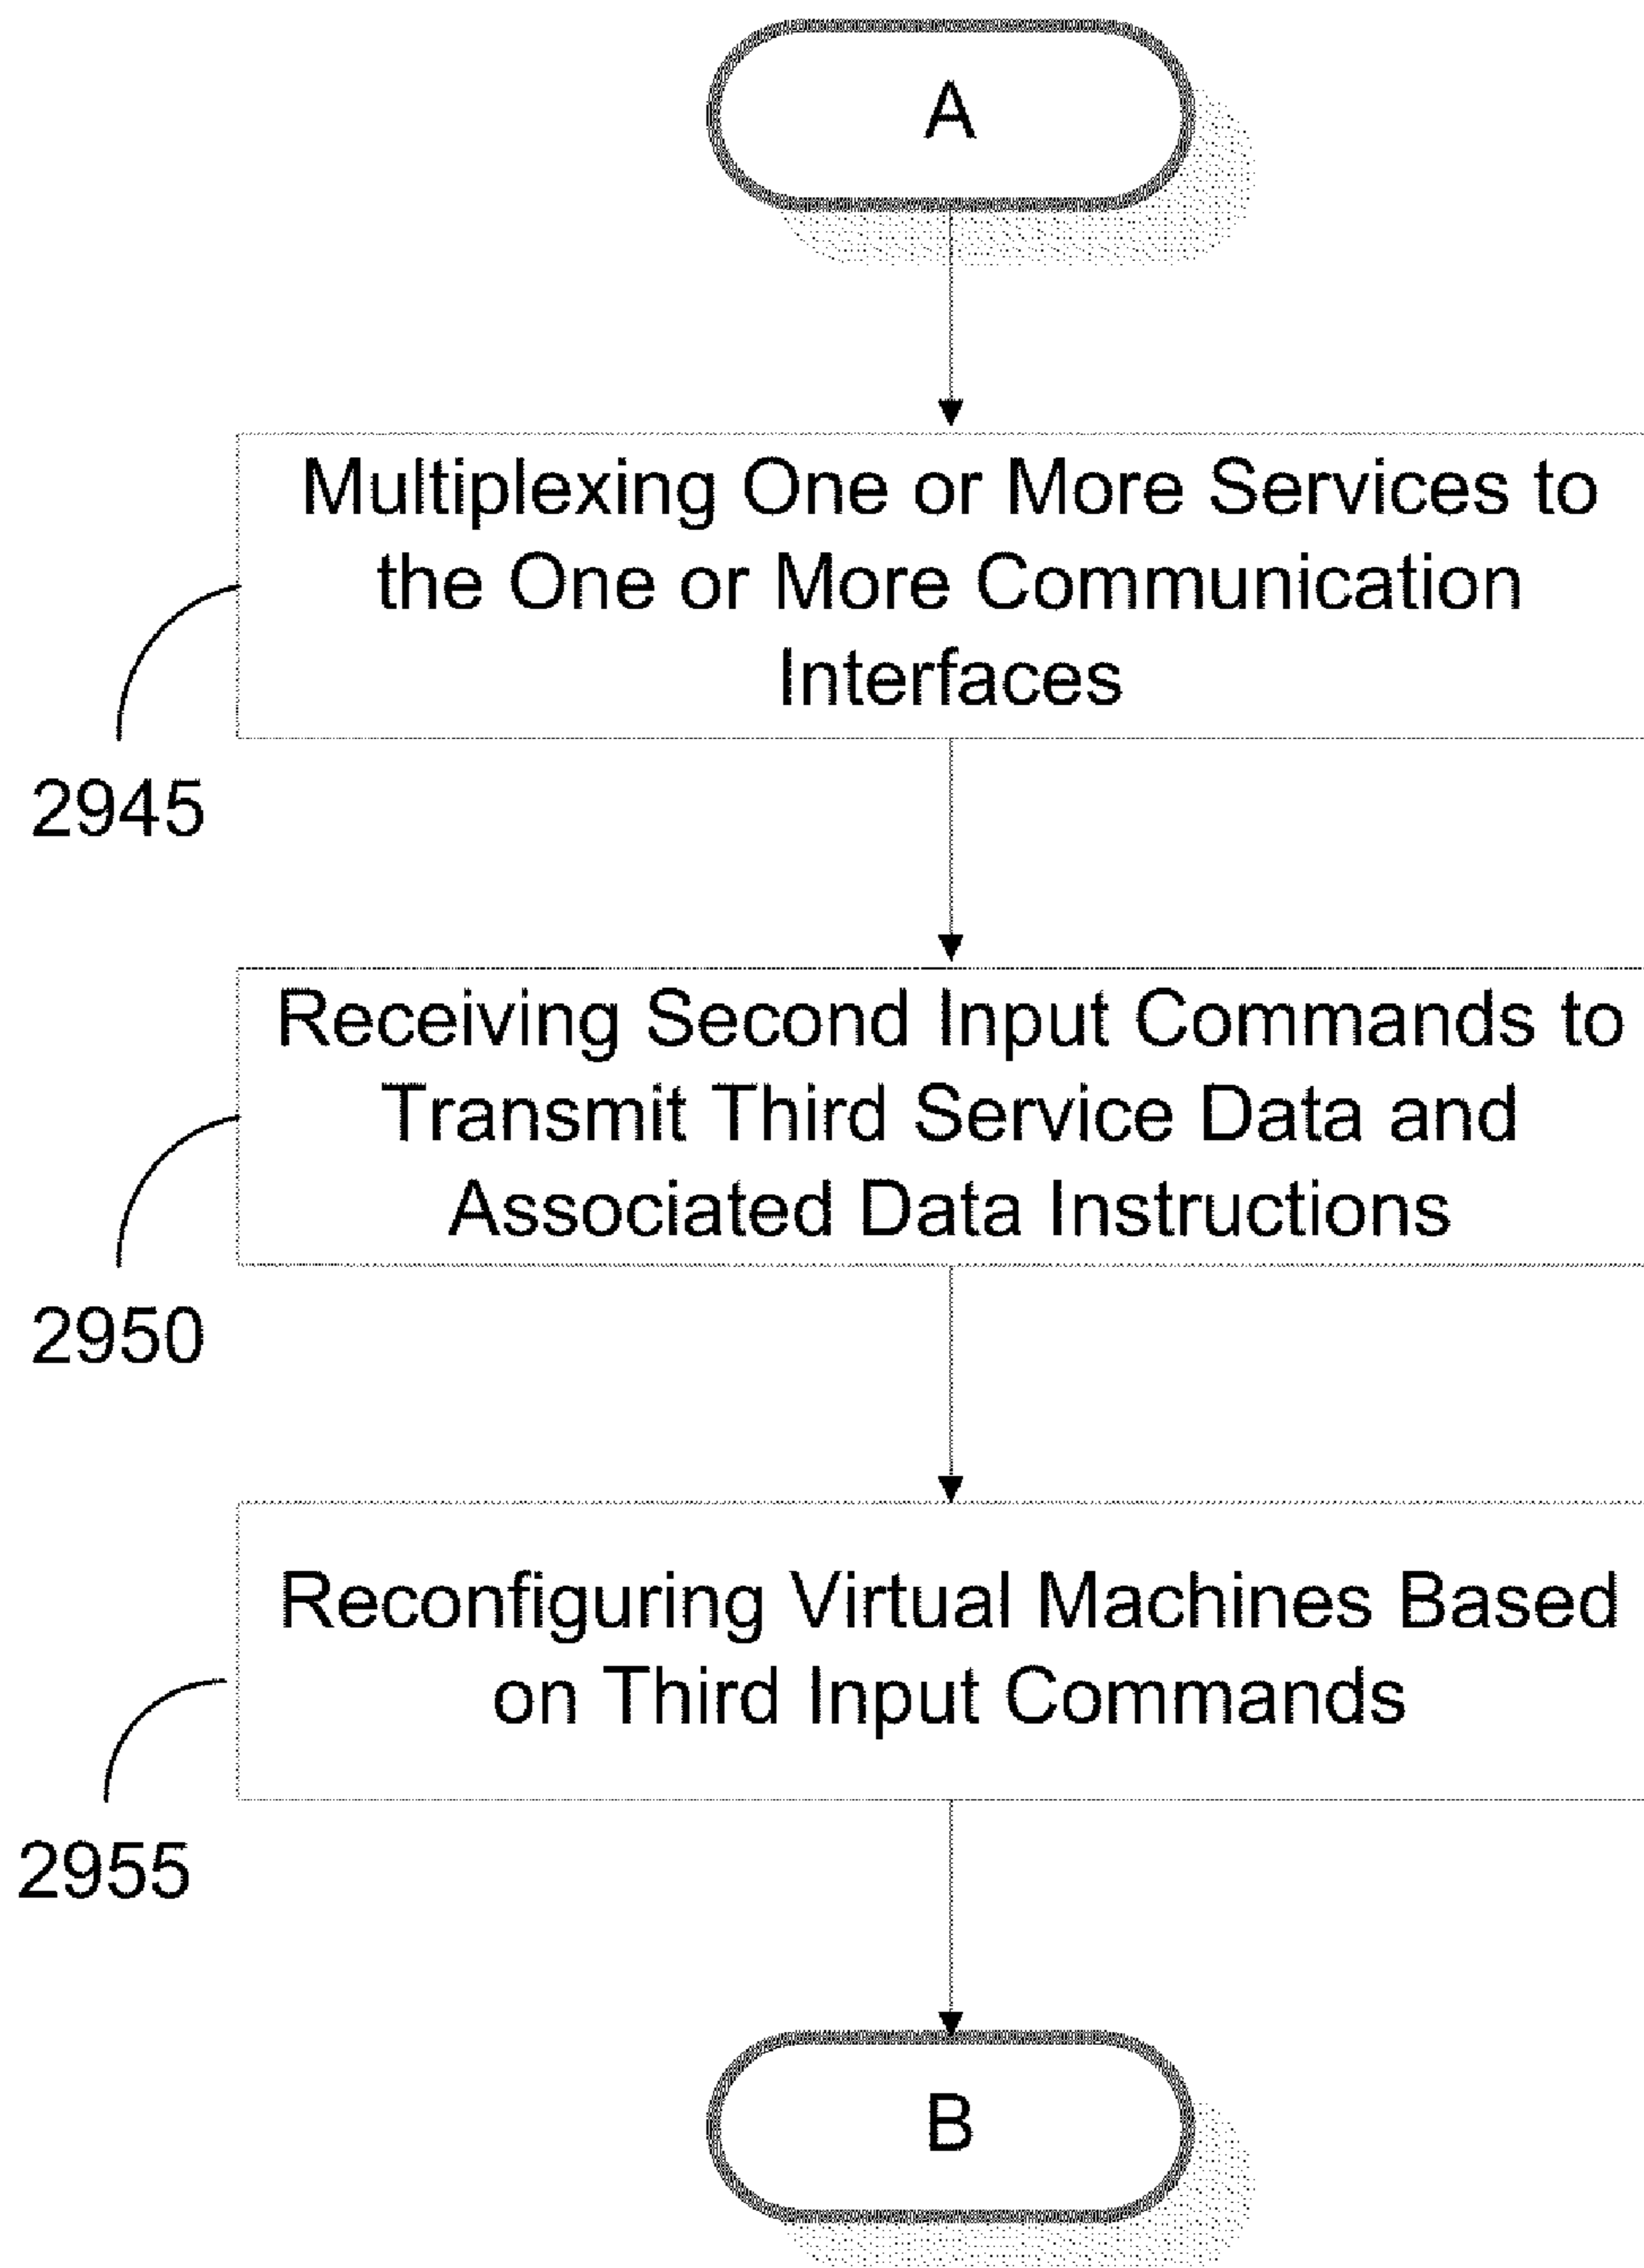 A
Multiplexing One or More Services to
the One or More Communication
Interfaces
2945
Receiving Second Input Commands to
Transmit Third Service Data and
Associated Data Instructions
2950
Reconfiguring Virtual Machines Based
on Third Input Commands
2955
B